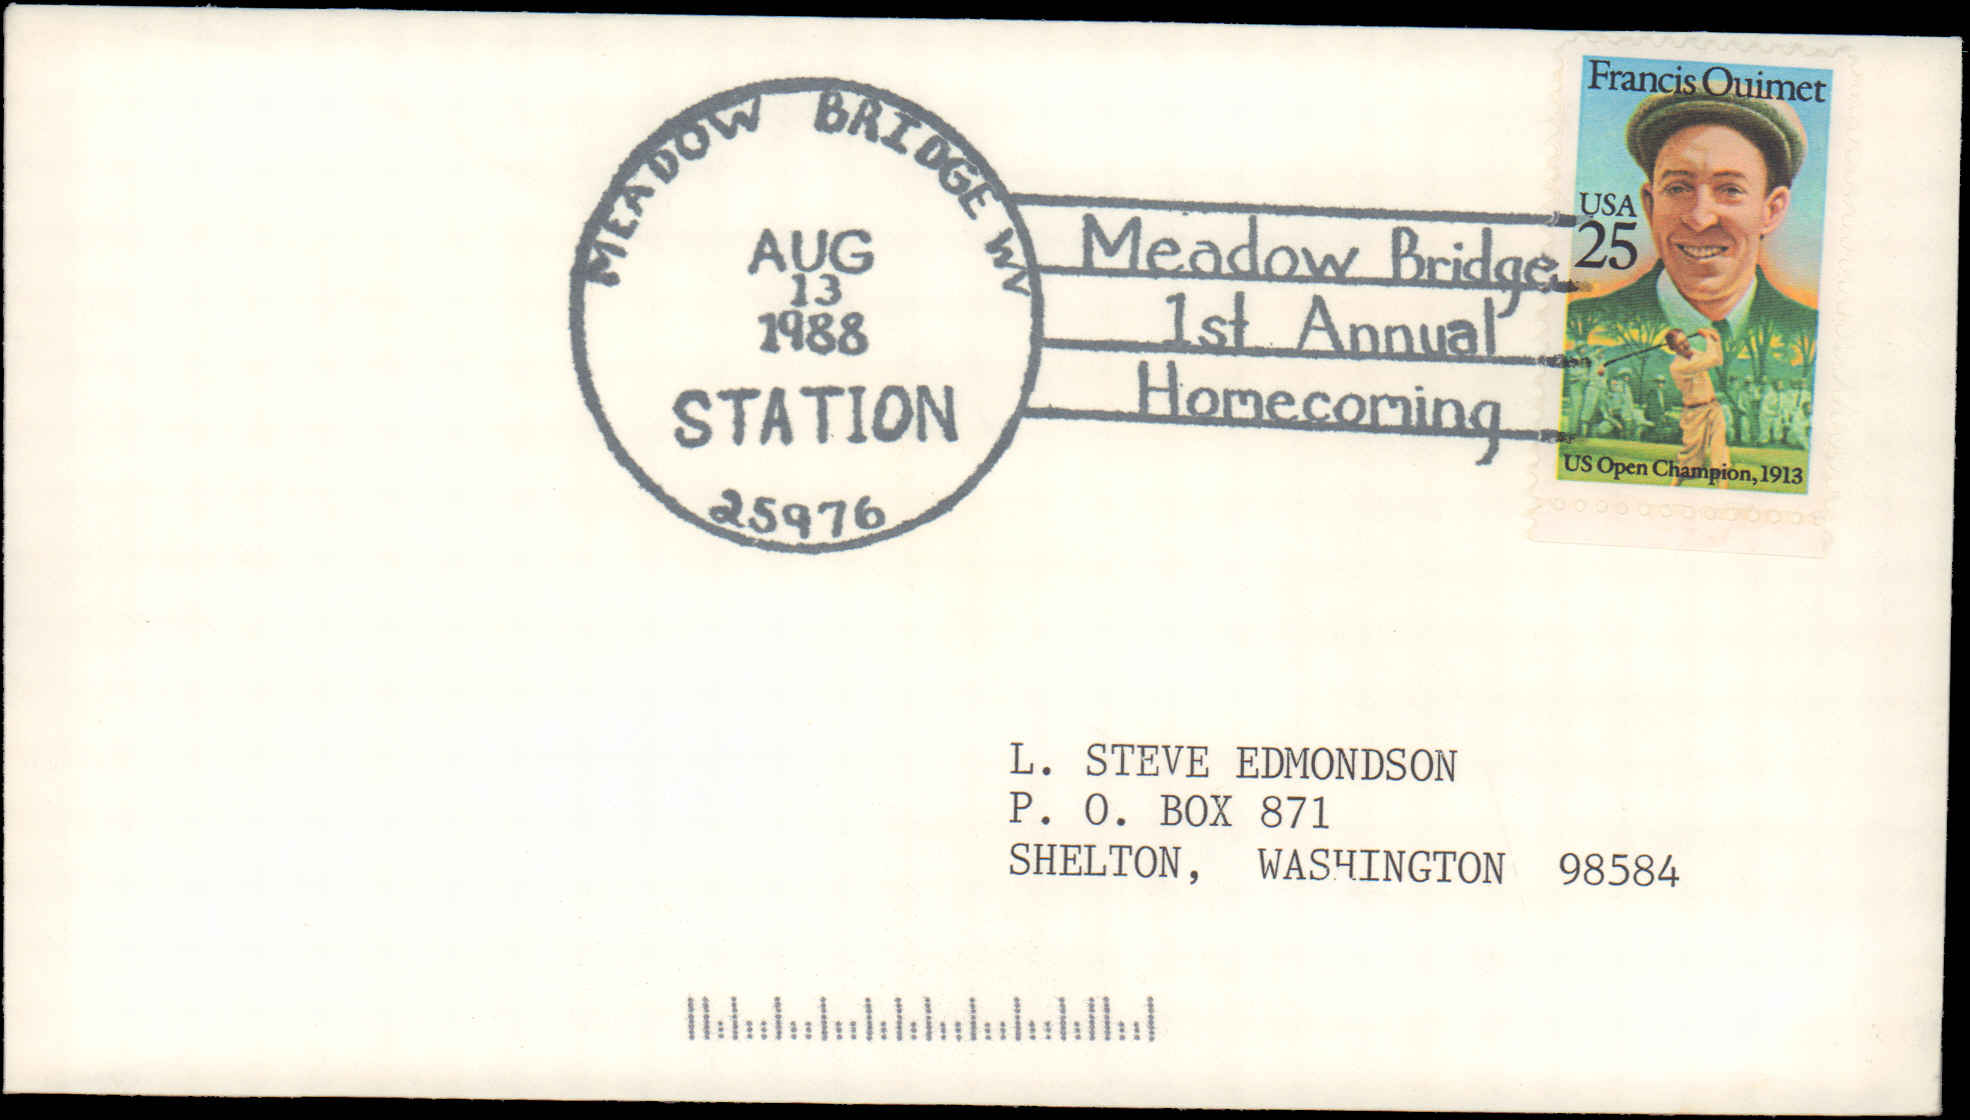 MEADOW BRIDGE WV
AUG
13
1988
STATION
25976
Meadow Bridge
1st Annual
Homecoming
Francis Ouimet
USA
25
US Open Champion, 1913
L. STEVE EDMONDSON
P. O. BOX 871
SHELTON, WASHINGTON 98584